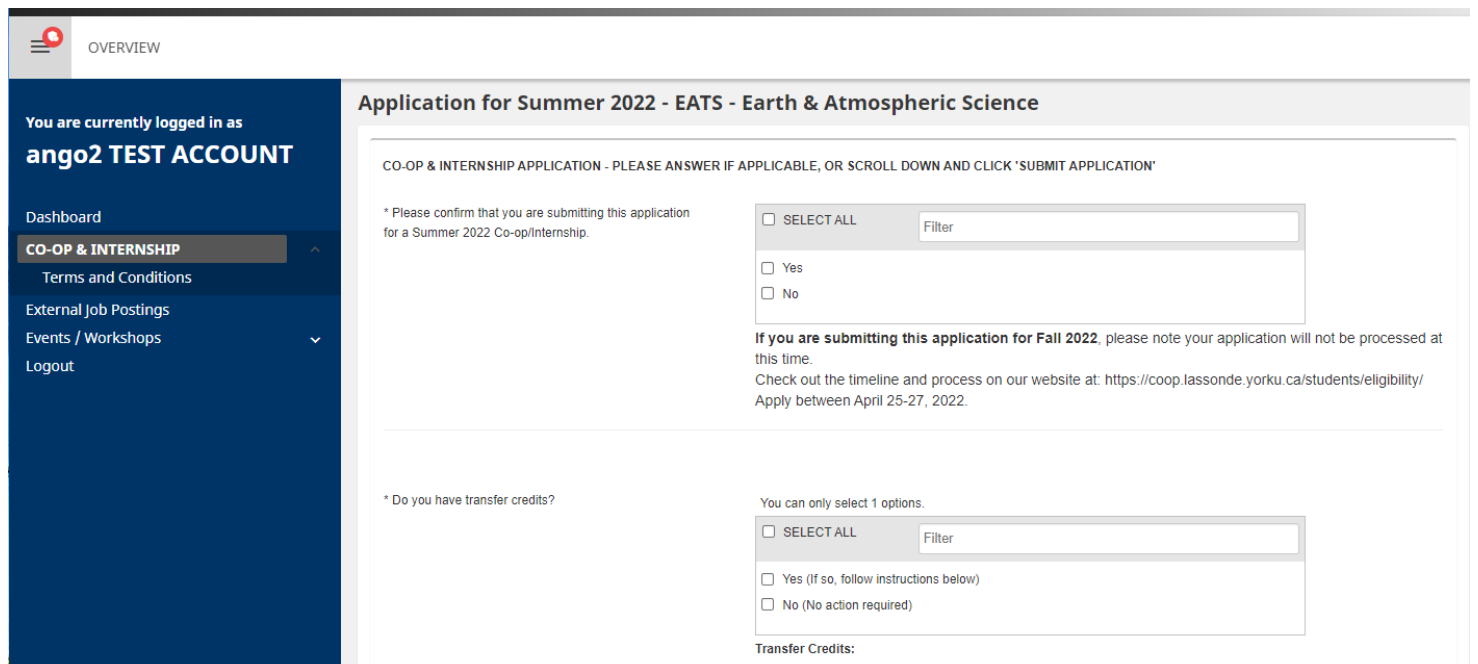 OVERVIEW
You are currently logged in as
ango2 TEST ACCOUNT
Dashboard
CO-OP & INTERNSHIP
Terms and Conditions
External Job Postings
Events / Workshops
Logout
Application for Summer 2022 - EATS - Earth & Atmospheric Science
CO-OP & INTERNSHIP APPLICATION - PLEASE ANSWER IF APPLICABLE, OR SCROLL DOWN AND CLICK 'SUBMIT APPLICATION'
* Please confirm that you are submitting this application
for a Summer 2022 Co-op/Internship.
SELECT ALL
Filter
Yes
No
If you are submitting this application for Fall 2022, please note your application will not be processed at
this time.
Check out the timeline and process on our website at: https://coop.lassonde.yorku.ca/students/eligibility/
Apply between April 25-27, 2022.
* Do you have transfer credits?
You can only select 1 options.
SELECT ALL
Filter
Yes (If so, follow instructions below)
No (No action required)
Transfer Credits: